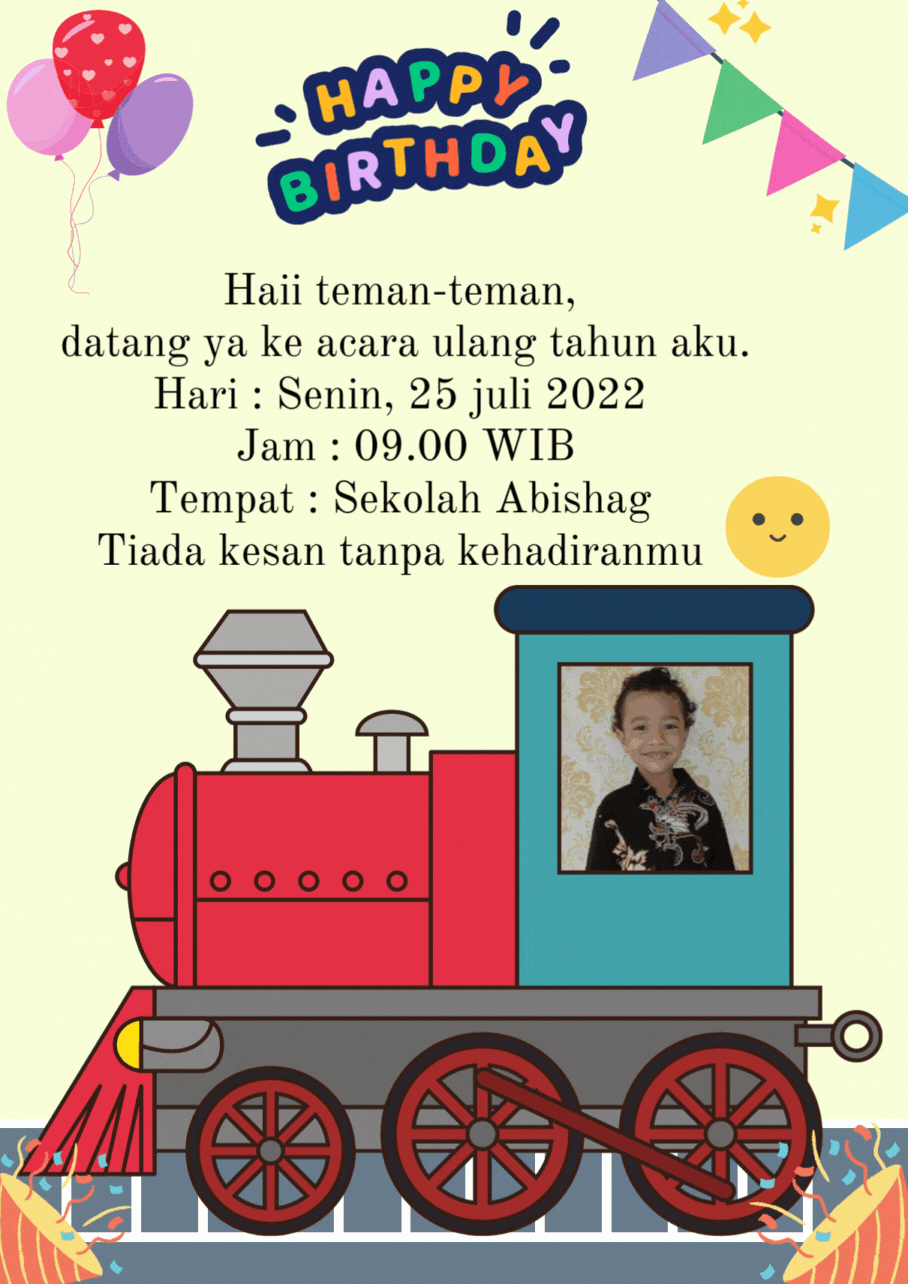 HAPPY
BIRTHDAY
Haii teman-teman,
datang ya ke acara ulang tahun aku.
Hari : Senin, 25 juli 2022
Jam : 09.00 WIB
Tempat : Sekolah Abishag
Tiada kesan tanpa kehadiranmu